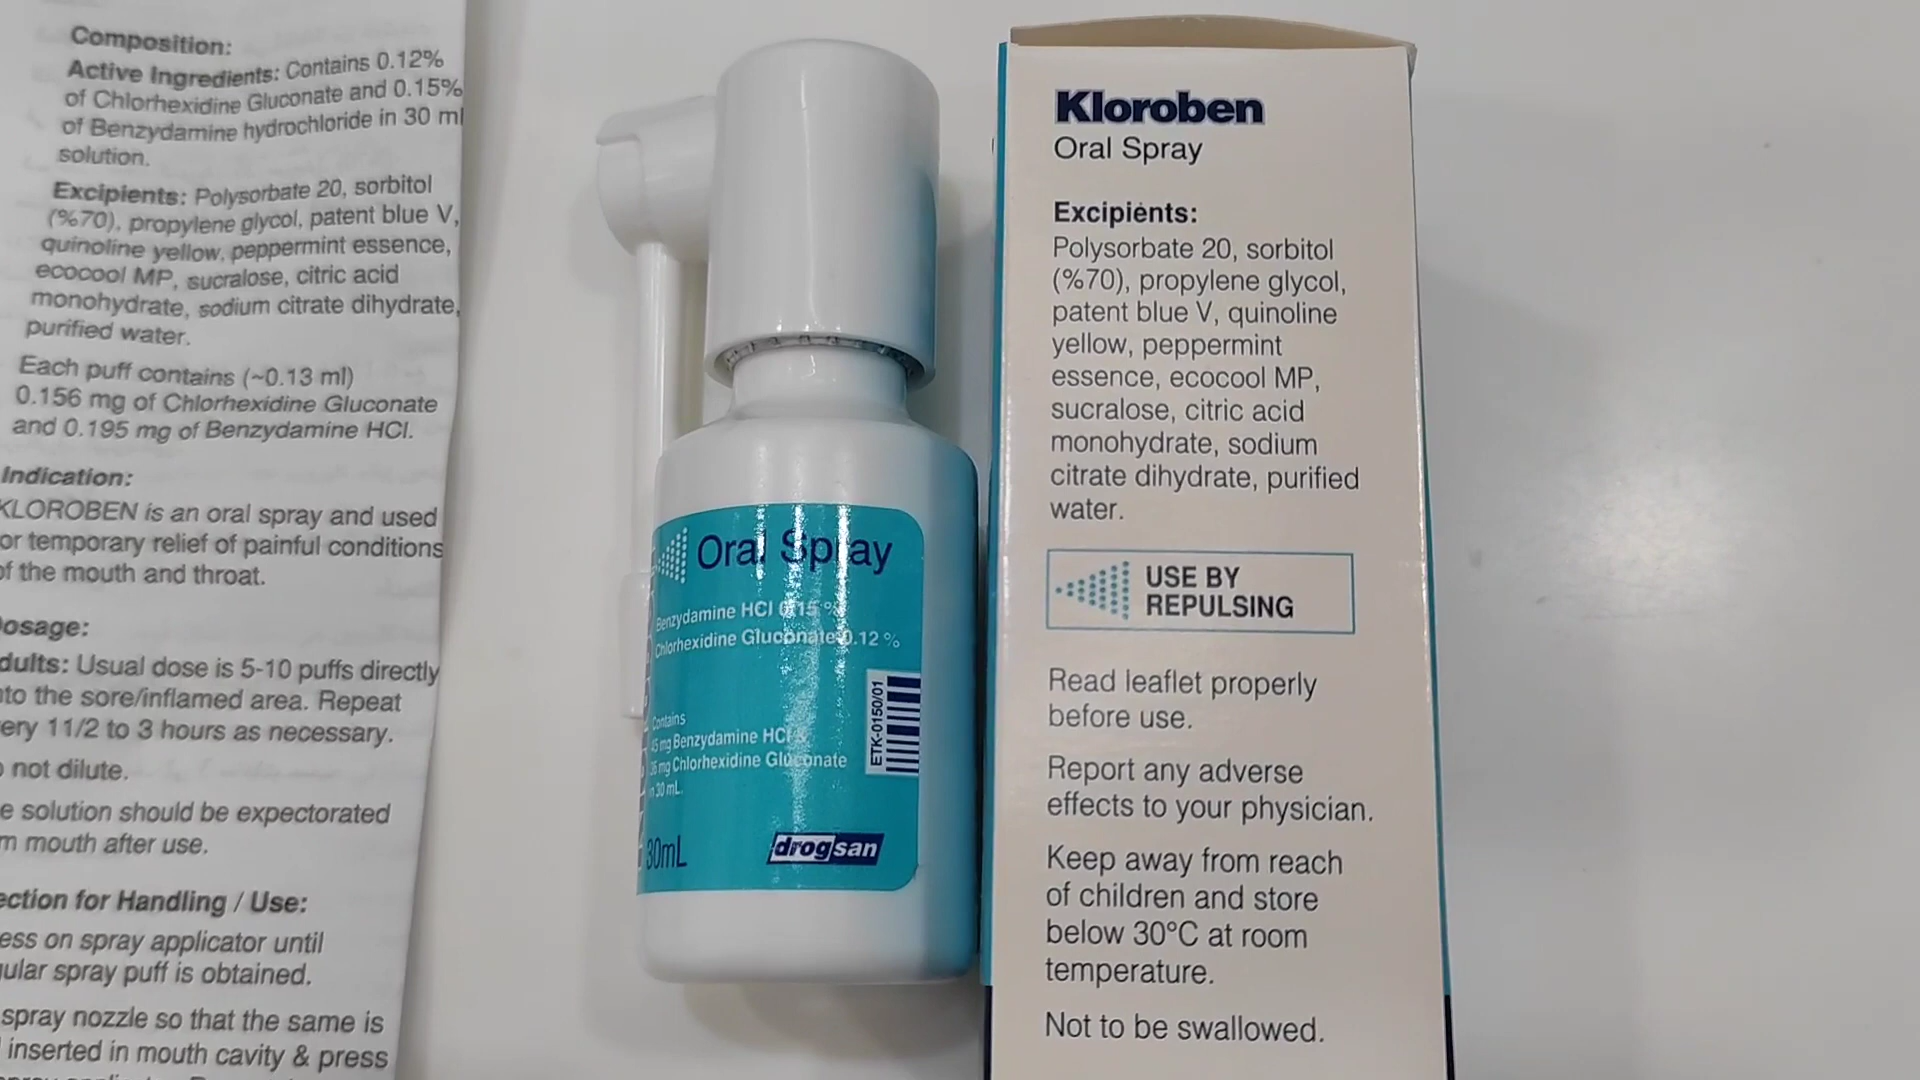 Composition:
Active Ingredients: Contains 0.12%
of Chlorhexidine Gluconate and 0.15%
of Benzydamine hydrochloride in 30 ml
solution.
Excipients: Polysorbate 20, sorbitol
(%70), propylene glycol, patent blue V,
quinoline yellow, peppermint essence,
ecocool MP, sucralose, citric acid
monohydrate, sodium citrate dihydrate,
purified water.
Each puff contains (~0.13 ml)
0.156 mg of Chlorhexidine Gluconate
and 0.195 mg of Benzydamine HCl.
Indication:
KLOROBEN is an oral spray and used
or temporary relief of painful conditions
of the mouth and throat.
osage:
dults: Usual dose is 5-10 puffs directly
nto the sore/inflamed area. Repeat
ery 11/2 to 3 hours as necessary.
not dilute.
e solution should be expectorated
m mouth after use.
ection for Handling / Use:
ess on spray applicator until
gular spray puff is obtained.
spray nozzle so that the same is
inserted in mouth cavity & press
Oral Spray
Benzydamine HCl 0.15 %
Chlorhexidine Gluconate 0.12 %
ETK-0150/01
Contains
45 mg Benzydamine HCl &
36 mg Chlorhexidine Gluconate
in 30 mL.
30mL
drogsan
Kloroben
Oral Spray
Excipients:
Polysorbate 20, sorbitol
(%70), propylene glycol,
patent blue V, quinoline
yellow, peppermint
essence, ecocool MP,
sucralose, citric acid
monohydrate, sodium
citrate dihydrate, purified
water.
USE BY
REPULSING
Read leaflet properly
before use.
Report any adverse
effects to your physician.
Keep away from reach
of children and store
below 30°C at room
temperature.
Not to be swallowed.